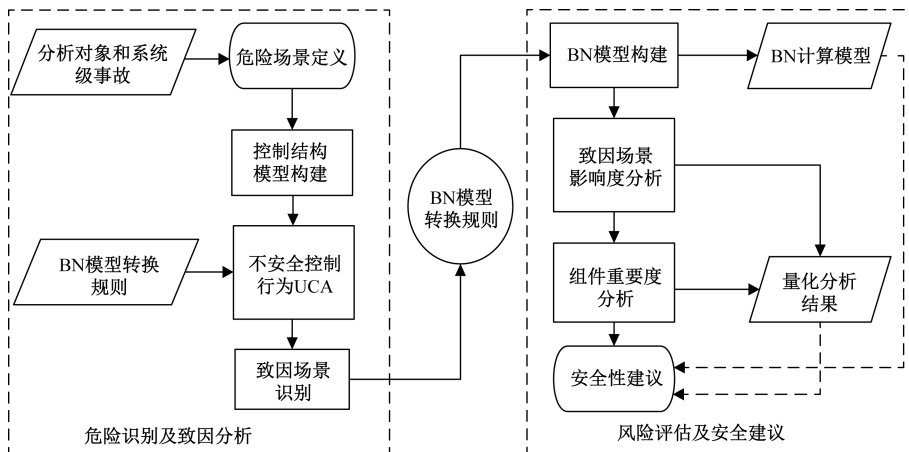 分析对象和系统
级事故
危险场景定义
控制结构
模型构建
BN模型转换
规则
不安全控制
行为UCA
致因场景
识别
危险识别及致因分析
BN模型
转换规则
BN模型构建
BN计算模型
致因场景
影响度分析
组件重要度
分析
量化分析
结果
安全性建议
风险评估及安全建议